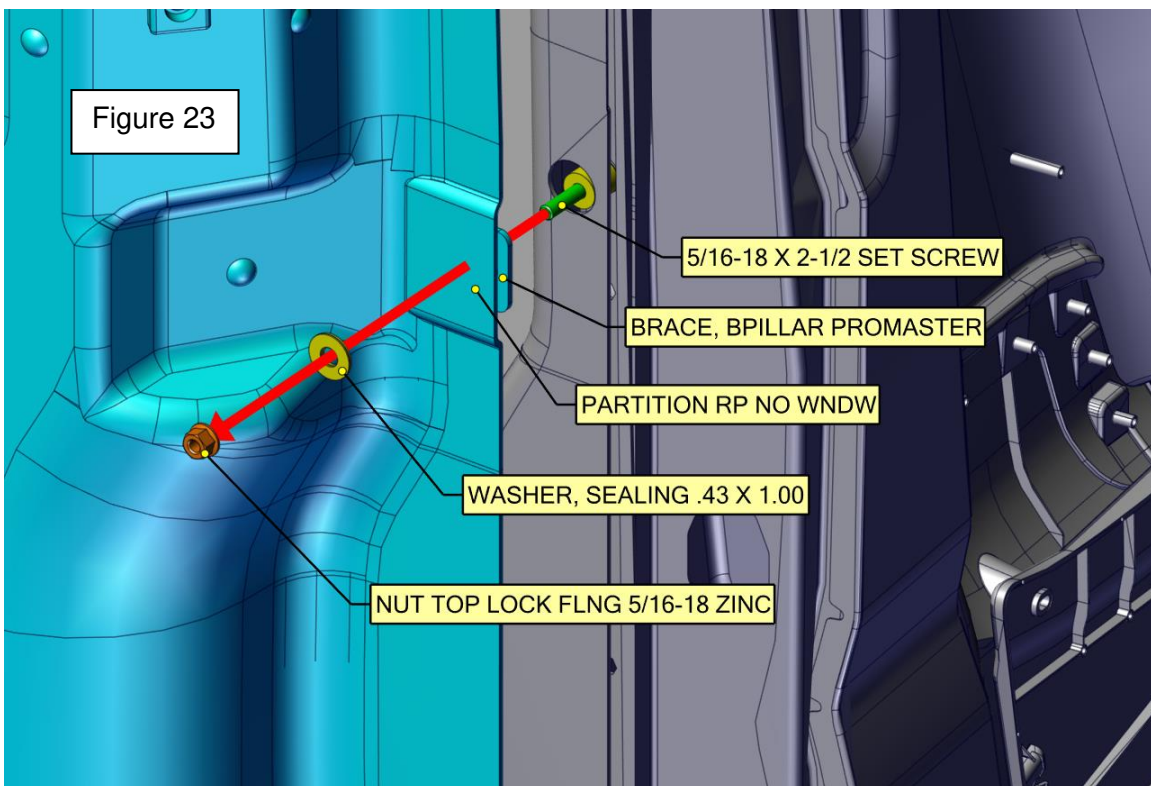 Figure 23
5/16-18 X 2-1/2 SET SCREW
BRACE, BPILLAR PROMASTER
PARTITION RP NO WNDW
WASHER, SEALING .43 X 1.00
NUT TOP LOCK FLNG 5/16-18 ZINC